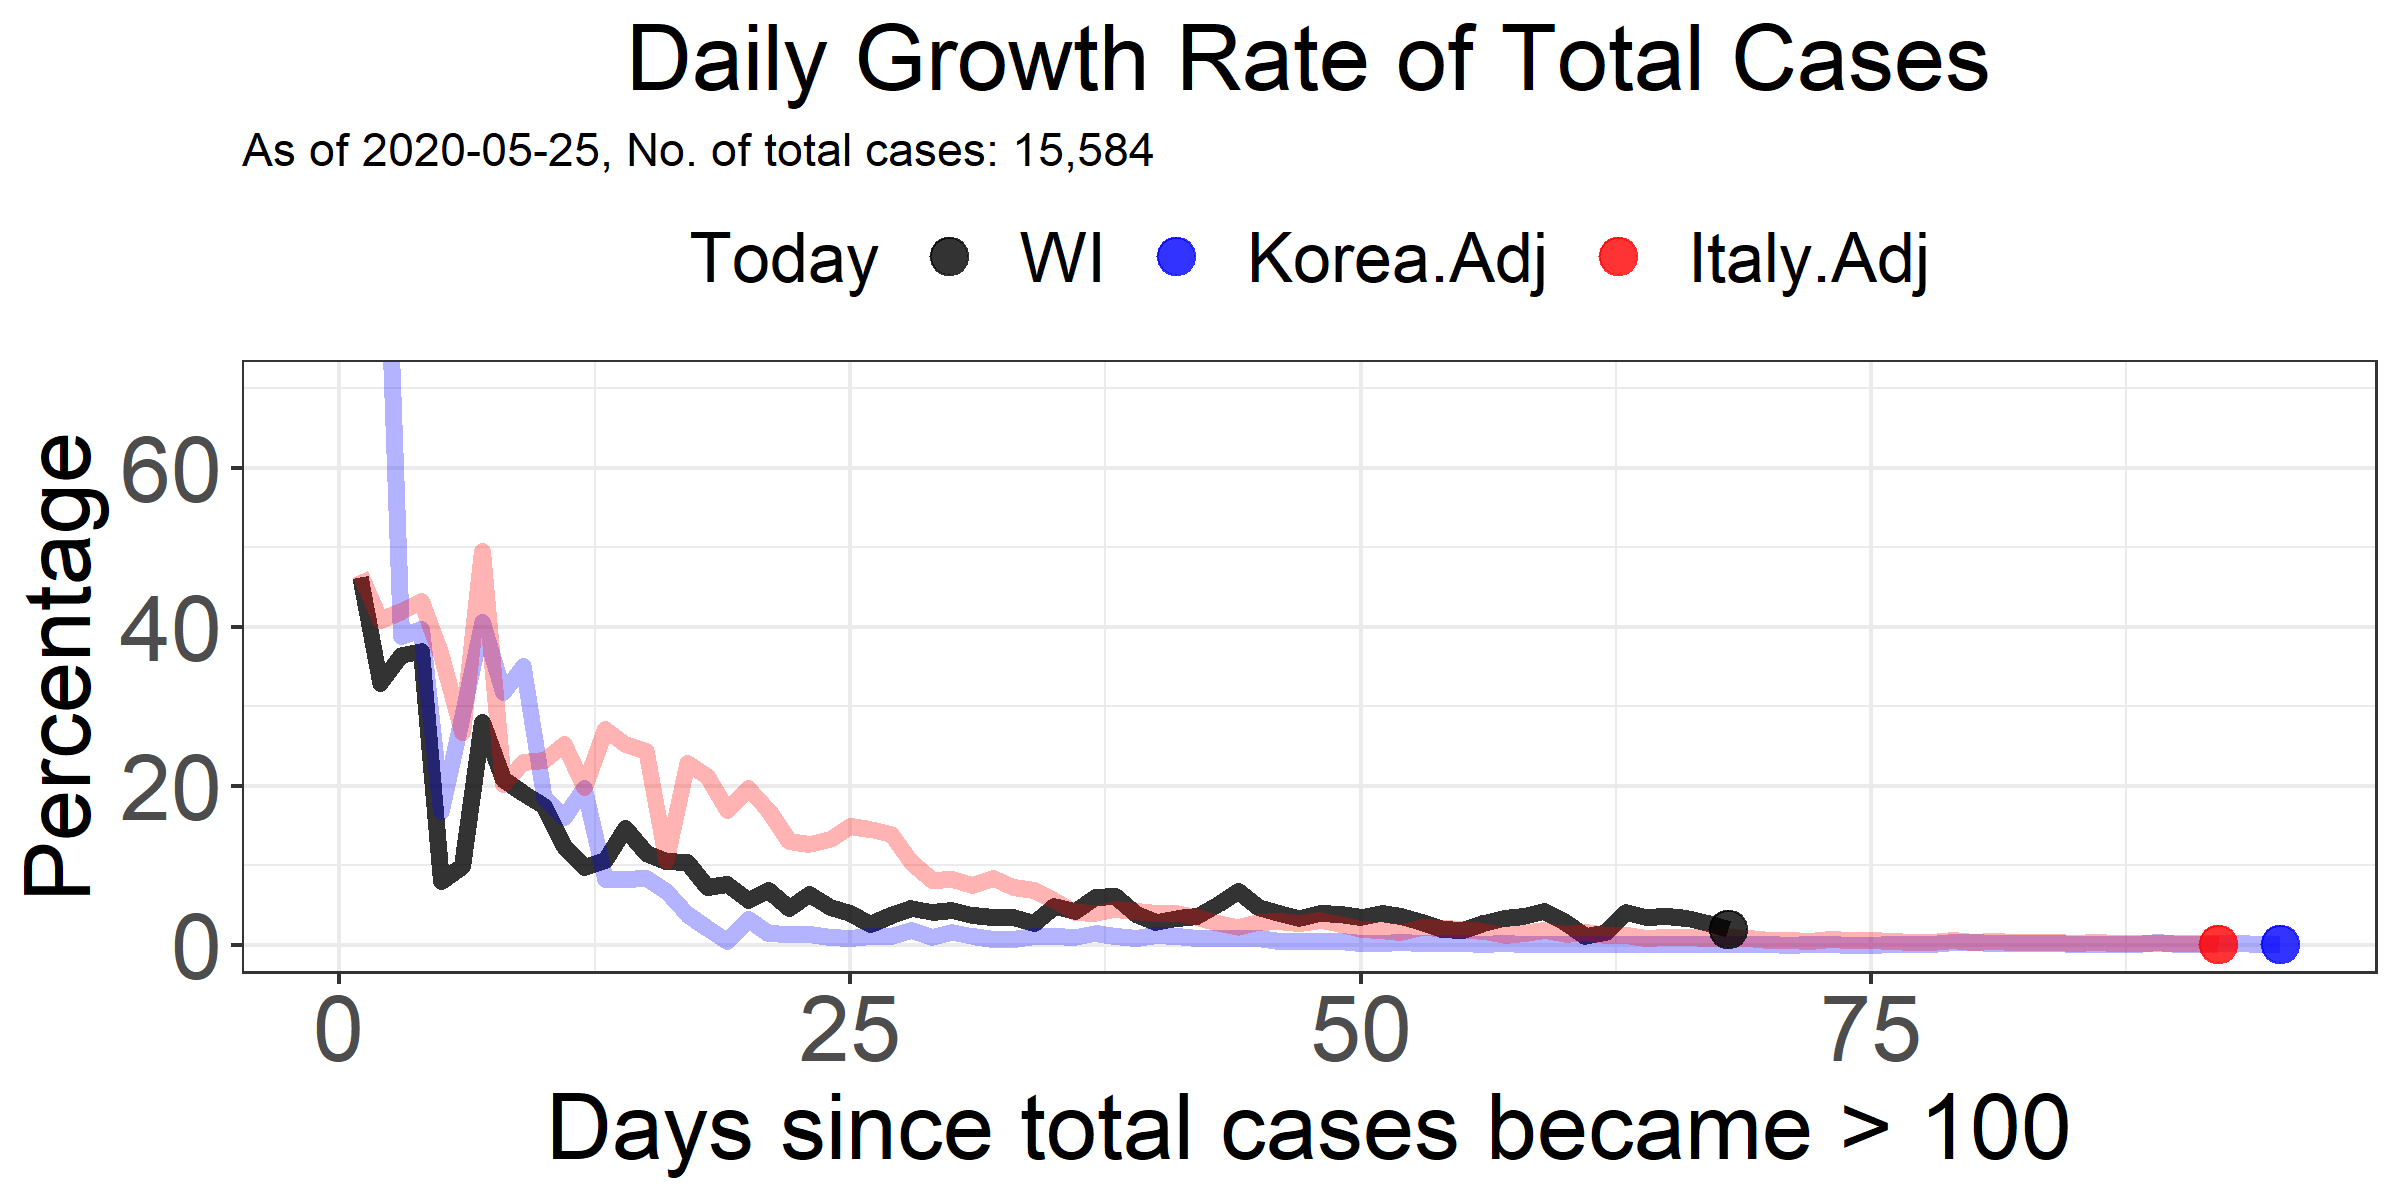 Daily Growth Rate of Total Cases
As of 2020-05-25, No. of total cases: 15,584
Today WI Korea.Adj Italy.Adj
Percentage
60
40
20
0
0 25 50 75
Days since total cases became > 100